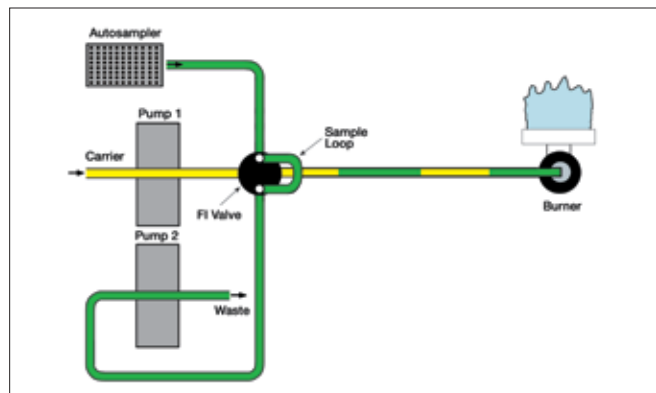 Autosampler
Pump 1
Sample
Loop
Carrier
FI Valve
Burner
Pump 2
Waste